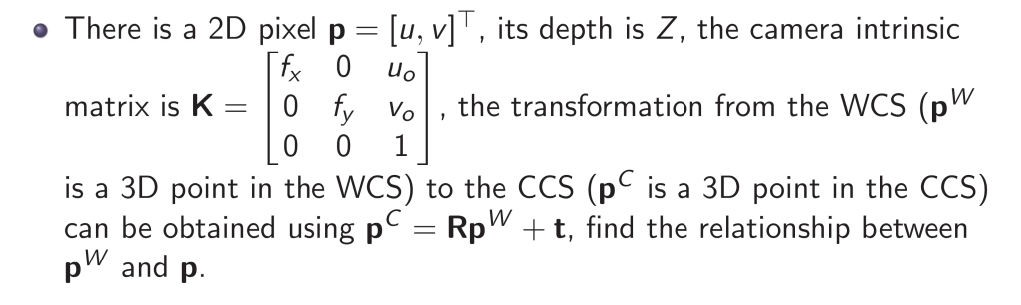 There is a 2D pixel p = [u, v]⊤, its depth is Z, the camera intrinsic
matrix is K = [f_x 0 u_o; 0 f_y v_o; 0 0 1], the transformation from the WCS (p^W
is a 3D point in the WCS) to the CCS (p^C is a 3D point in the CCS)
can be obtained using p^C = Rp^W + t, find the relationship between
p^W and p.